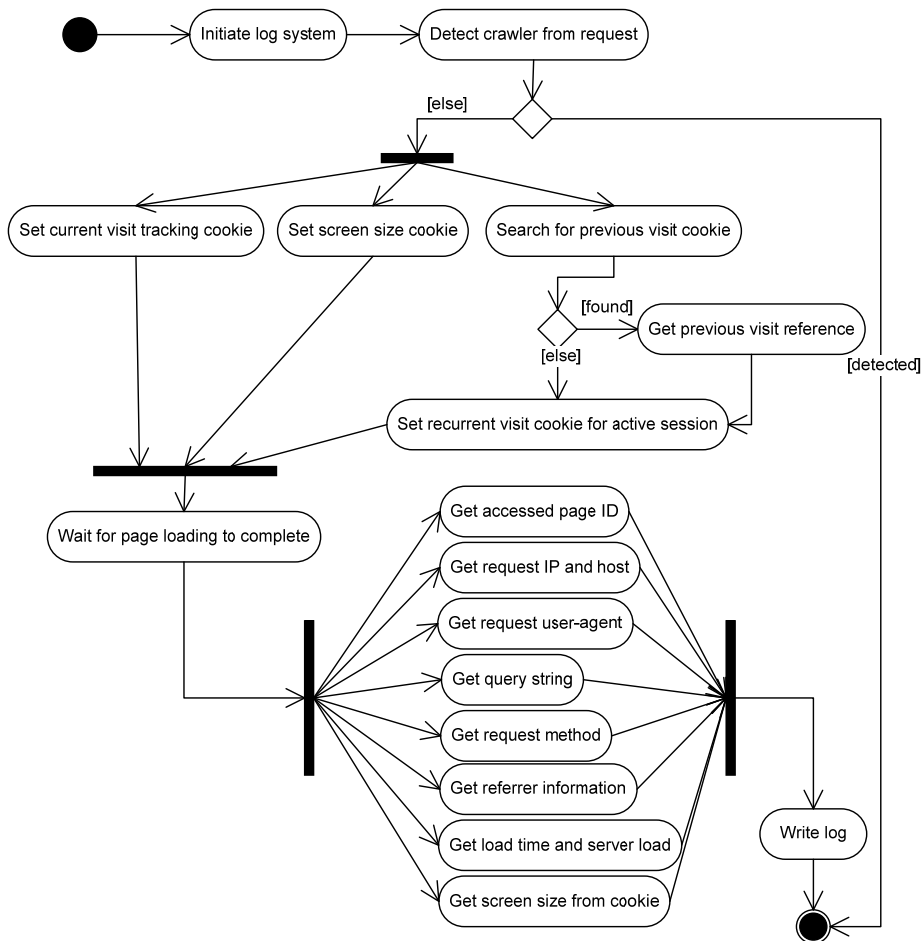 Initiate log system
Detect crawler from request
[else]
Set current visit tracking cookie
Set screen size cookie
Search for previous visit cookie
[found]
Get previous visit reference
[else]
[detected]
Set recurrent visit cookie for active session
Wait for page loading to complete
Get accessed page ID
Get request IP and host
Get request user-agent
Get query string
Get request method
Get referrer information
Get load time and server load
Get screen size from cookie
Write log